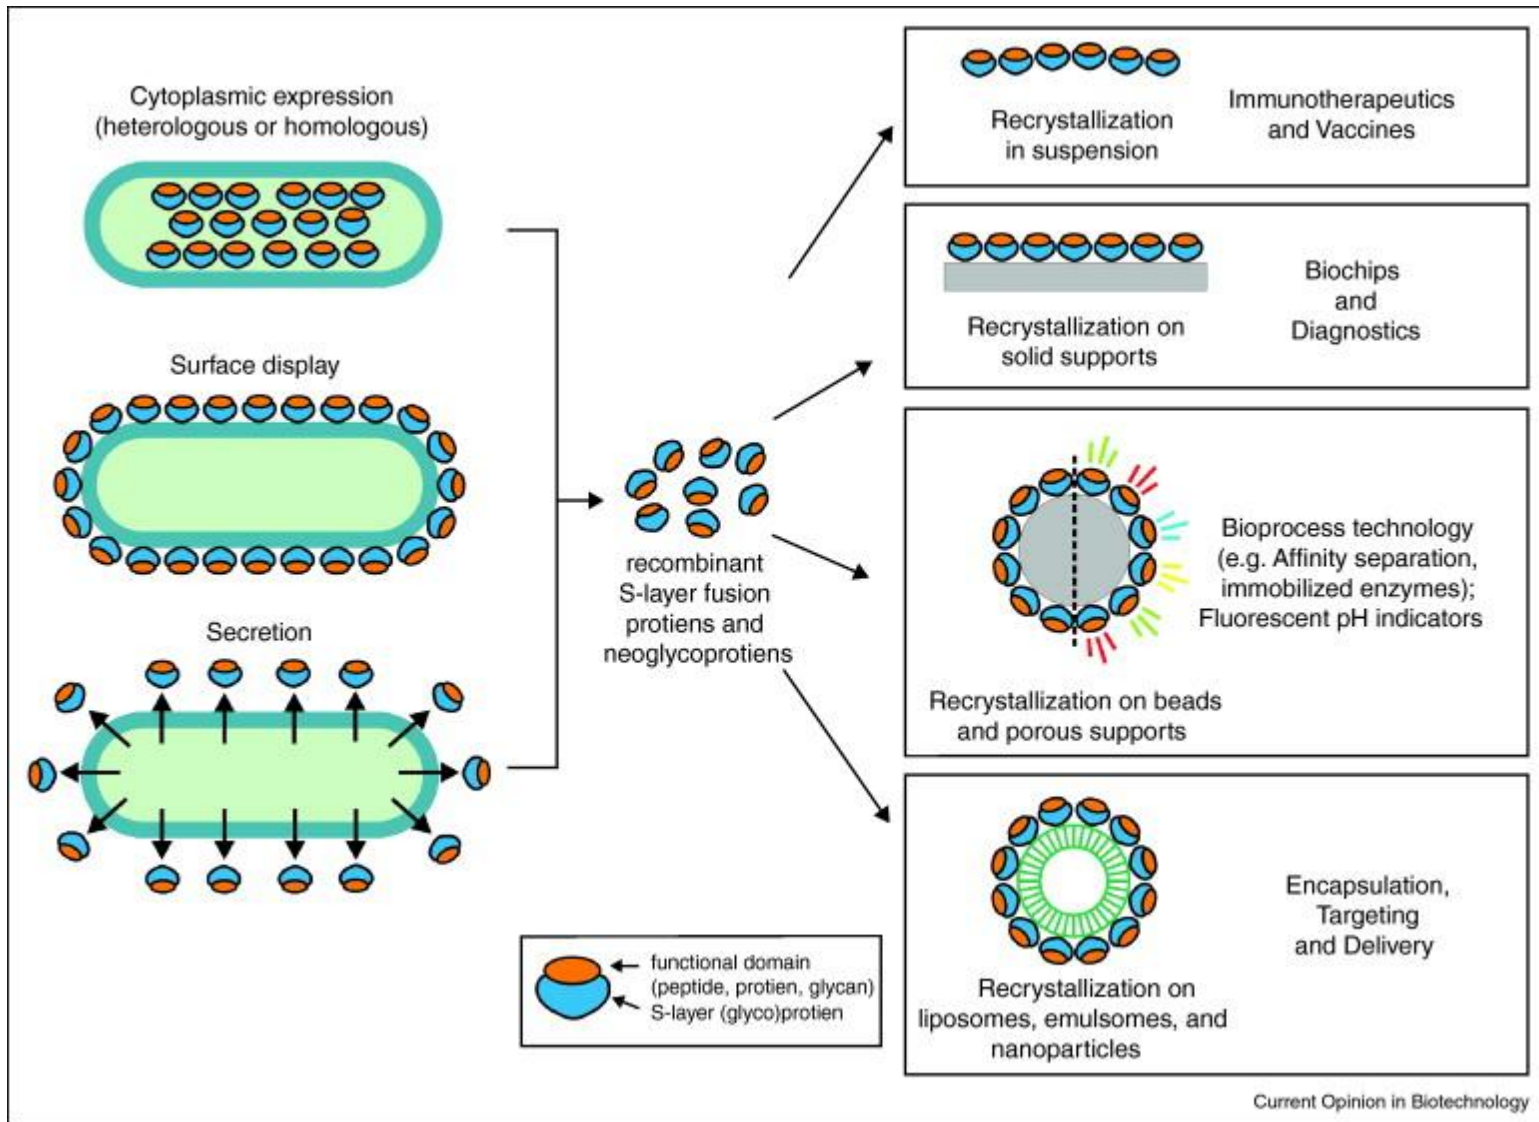 Cytoplasmic expression
(heterologous or homologous)
Surface display
Secretion
recombinant
S-layer fusion
protiens and
neoglycoprotiens
functional domain
(peptide, protien, glycan)
S-layer (glyco)protien
Recrystallization
in suspension
Immunotherapeutics
and Vaccines
Recrystallization on
solid supports
Biochips
and
Diagnostics
Bioprocess technology
(e.g. Affinity separation,
immobilized enzymes);
Fluorescent pH indicators
Recrystallization on beads
and porous supports
Encapsulation,
Targeting
and Delivery
Recrystallization on
liposomes, emulsomes, and
nanoparticles
Current Opinion in Biotechnology